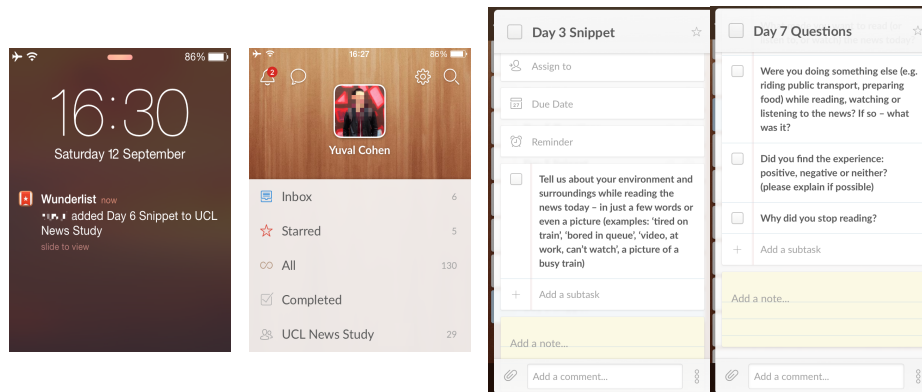 86%
16:30
Saturday 12 September
Wunderlist now
added Day 6 Snippet to UCL
News Study
slide to view
16:27
86%
2
Yuval Cohen
Inbox 6
Starred 5
All 130
Completed
UCL News Study 29
Day 3 Snippet
Assign to
27
Due Date
Reminder
Tell us about your environment and
surroundings while reading the
news today – in just a few words or
even a picture (examples: ‘tired on
train’, ‘bored in queue’, ‘video, at
work, can’t watch’, a picture of a
busy train)
+ Add a subtask
Add a note...
Add a comment...
Day 7 Questions
Were you doing something else (e.g.
riding public transport, preparing
food) while reading, watching or
listening to the news? If so – what
was it?
Did you find the experience:
positive, negative or neither?
(please explain if possible)
Why did you stop reading?
+ Add a subtask
Add a note...
Add a comment...